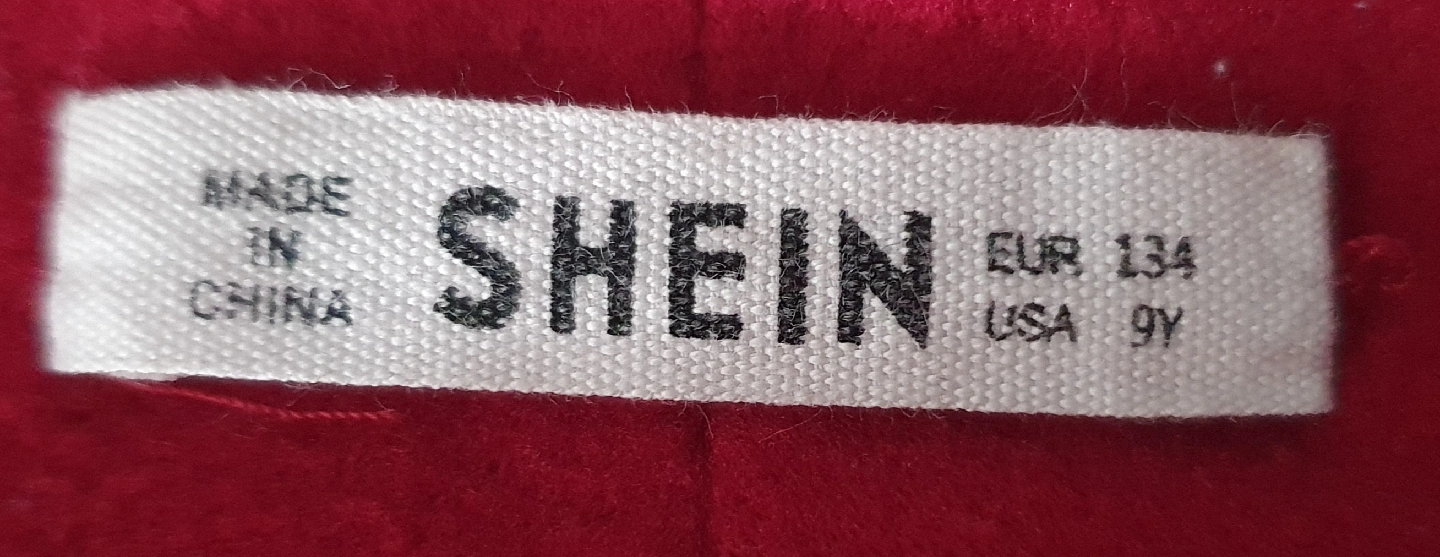 MADE
IN
CHINA
SHEIN
EUR 134
USA 9Y